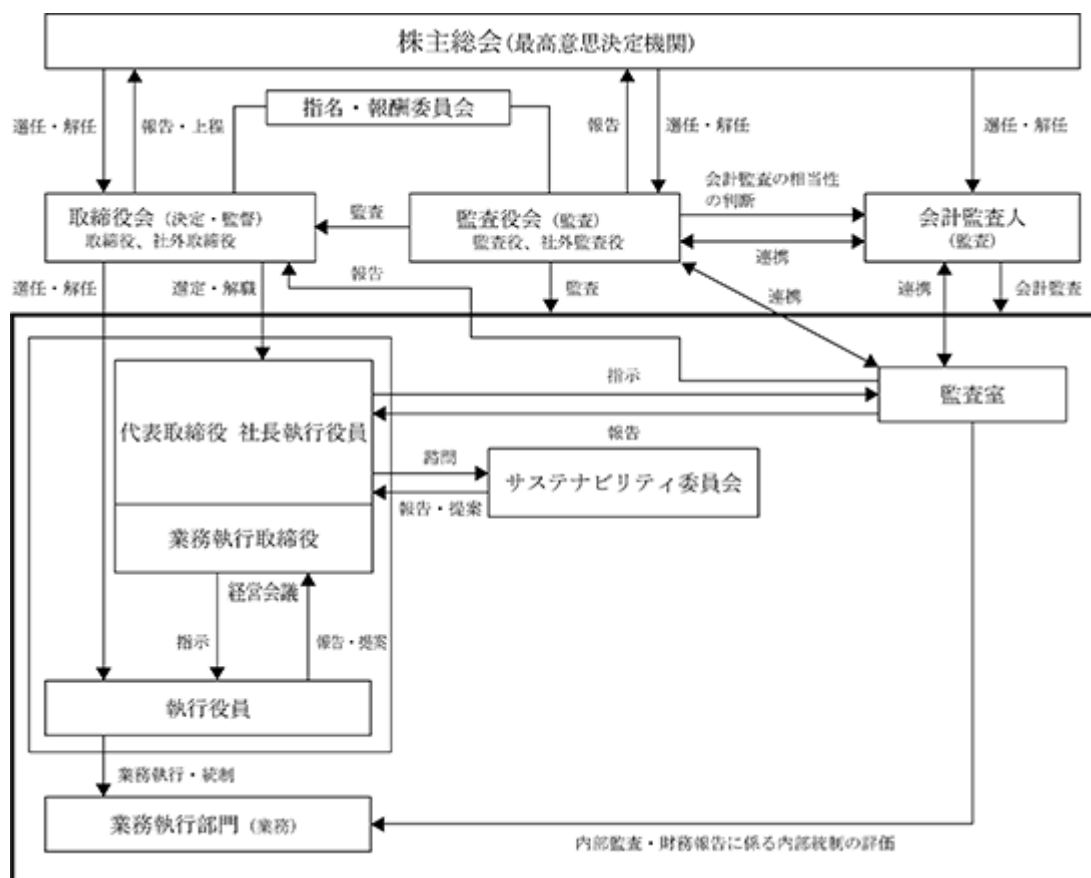 株主総会(最高意思決定機関)
指名・報酬委員会
選任・解任
報告・上程
報告
選任・解任
選任・解任
会計監査の相当性
の判断
取締役会(決定・監督)
取締役、社外取締役
監査
監査役会(監査)
監査役、社外監査役
会計監査人
(監査)
連携
選任・解任
選定・解職
報告
監査
連携
連携
会計監査
指示
監査室
代表取締役 社長執行役員
報告
諮問
サステナビリティ委員会
報告・提案
業務執行取締役
経営会議
指示
報告・提案
執行役員
業務執行・統制
業務執行部門(業務)
内部監査・財務報告に係る内部統制の評価